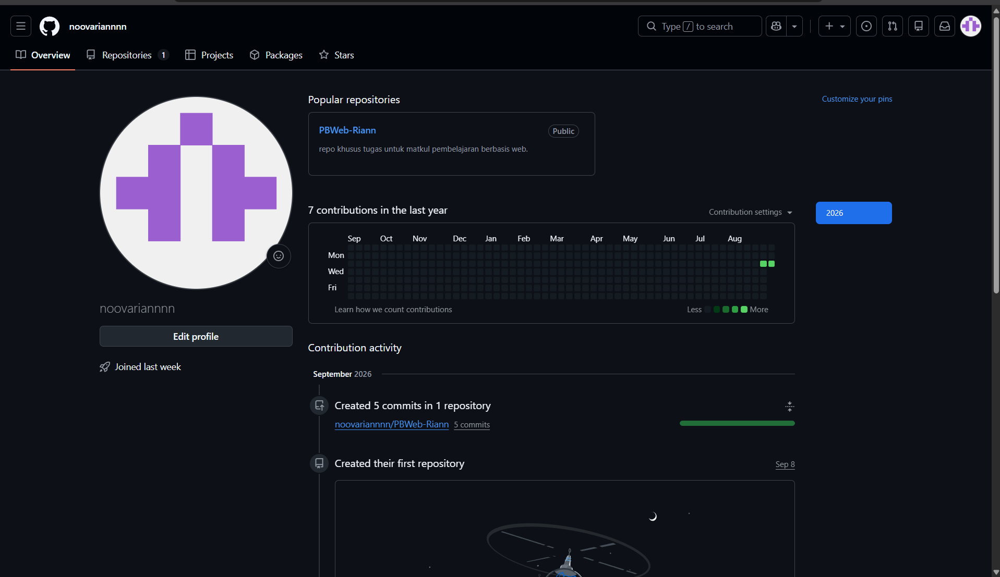 noovariannnn
Type / to search
Overview
Repositories 1
Projects
Packages
Stars
Popular repositories
Customize your pins
PBWeb-Riann
Public
repo khusus tugas untuk matkul pembelajaran berbasis web.
7 contributions in the last year
Contribution settings
2026
Sep Oct Nov Dec Jan Feb Mar Apr May Jun Jul Aug
Mon
Wed
Fri
Learn how we count contributions
Less More
noovariannnn
Edit profile
Joined last week
Contribution activity
September 2026
Created 5 commits in 1 repository
noovariannnn/PBWeb-Riann 5 commits
Created their first repository
Sep 8